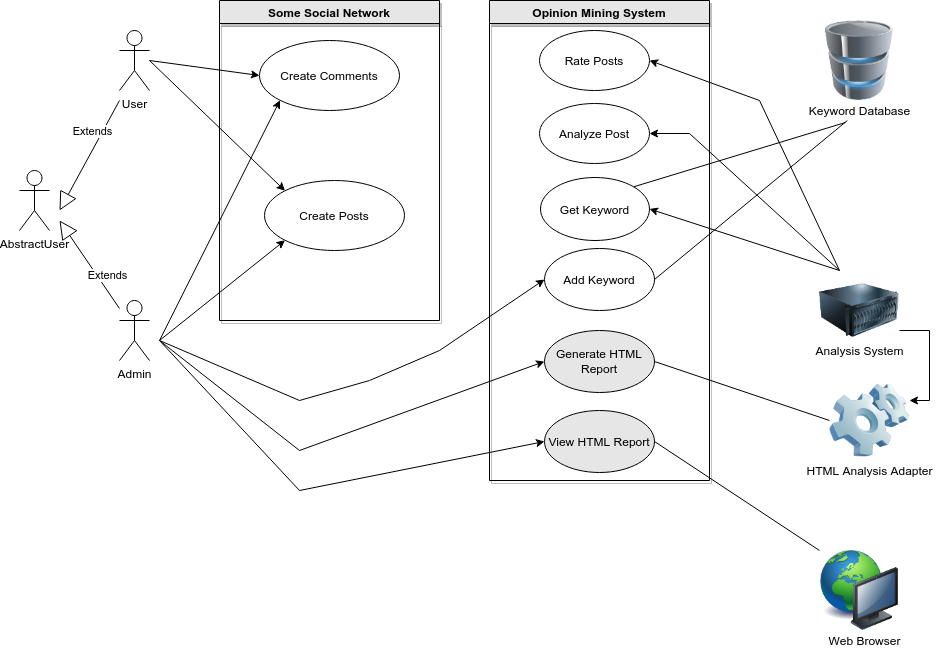 Some Social Network
Opinion Mining System
Rate Posts
Create Comments
User
Keyword Database
Extends
Analyze Post
Get Keyword
Create Posts
AbstractUser
Extends
Add Keyword
Analysis System
Generate HTML
Report
Admin
View HTML Report
HTML Analysis Adapter
Web Browser